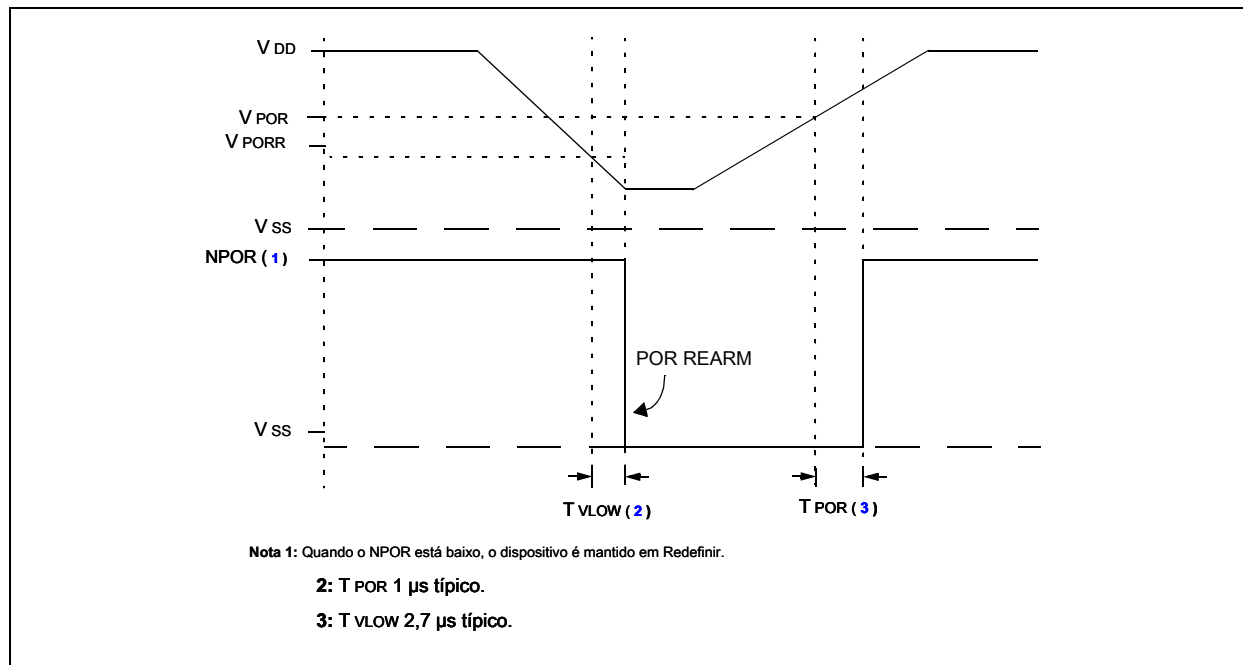 V DD
V POR
V PORR
V SS
NPOR ( 1 )
POR REARM
V SS
T VLOW ( 2 )
T POR ( 3 )
Nota 1: Quando o NPOR está baixo, o dispositivo é mantido em Redefinir.
2: T POR 1 µs típico.
3: T VLOW 2,7 µs típico.